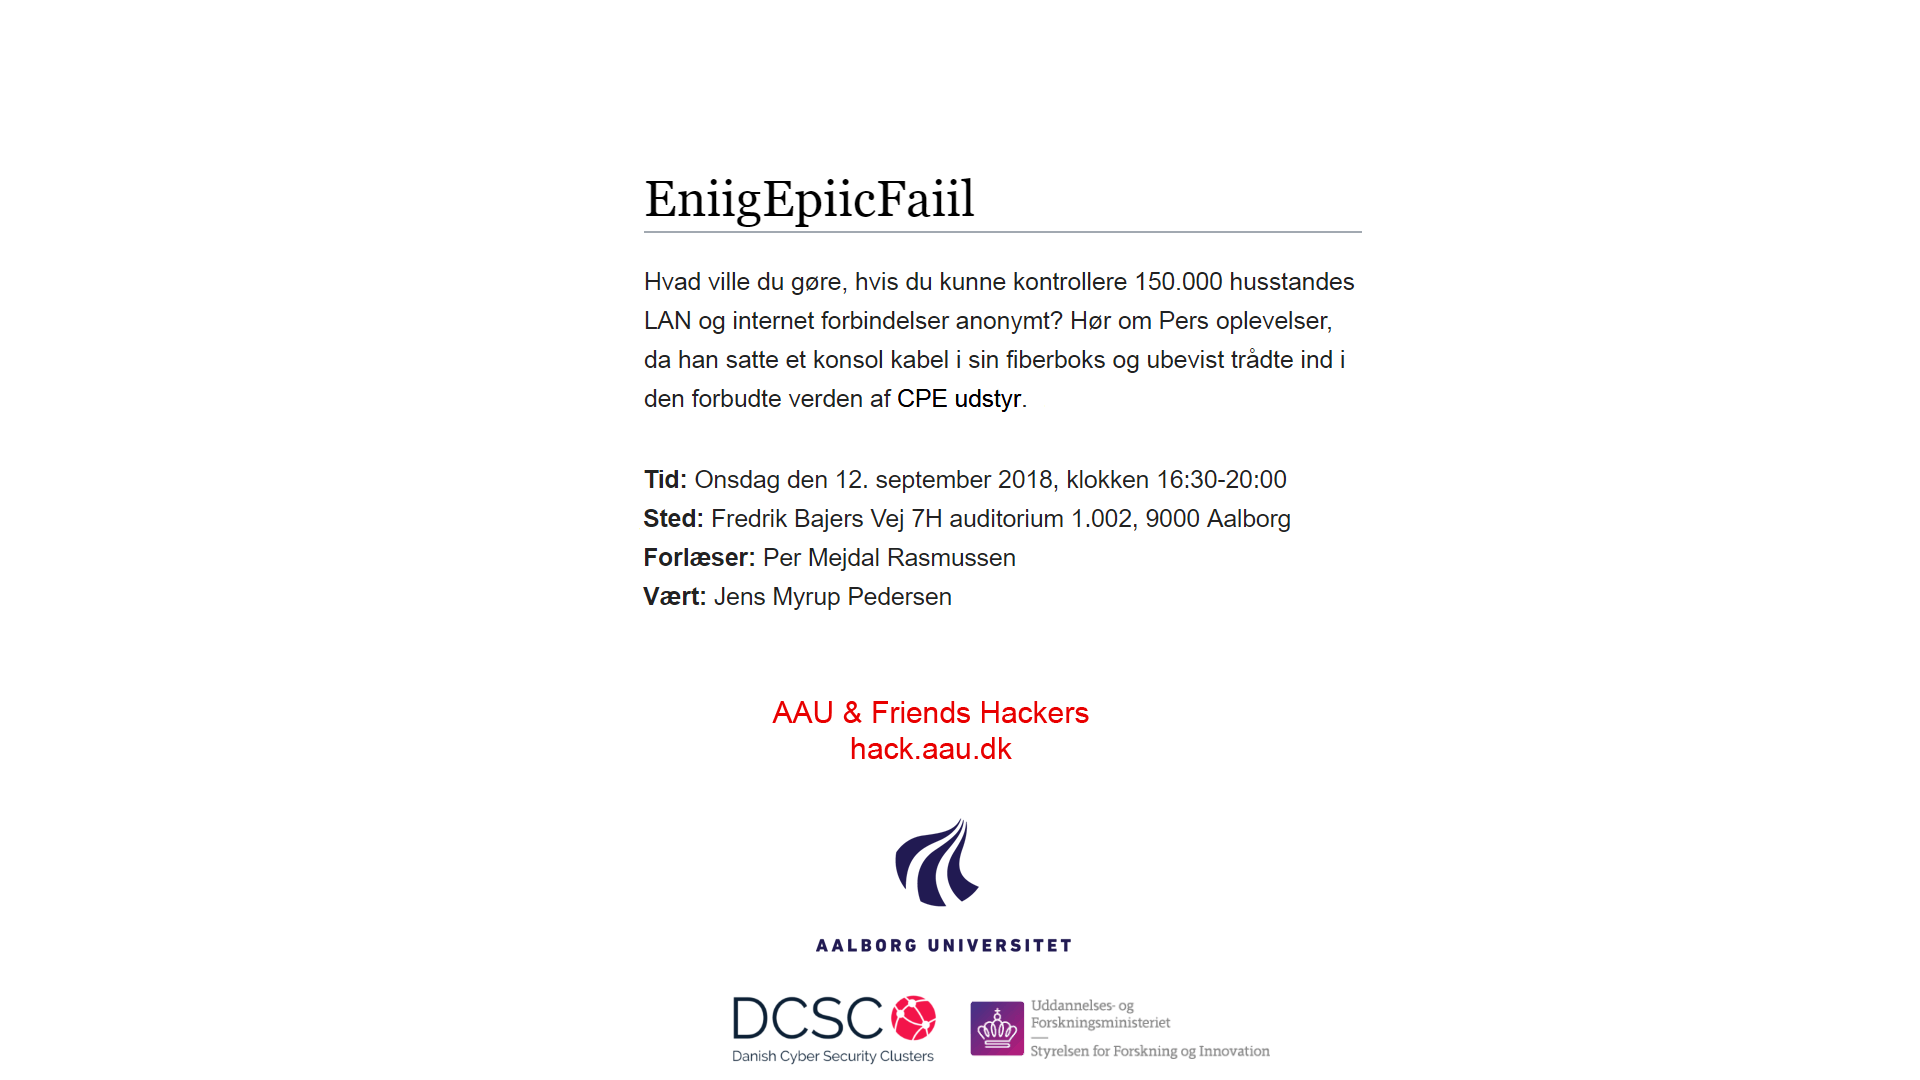 EniigEpiicFaiil
Hvad ville du gøre, hvis du kunne kontrollere 150.000 husstandes
LAN og internet forbindelser anonymt? Hør om Pers oplevelser,
da han satte et konsol kabel i sin fiberboks og ubevist trådte ind i
den forbudte verden af CPE udstyr.
Tid: Onsdag den 12. september 2018, klokken 16:30-20:00
Sted: Fredrik Bajers Vej 7H auditorium 1.002, 9000 Aalborg
Forlæser: Per Mejdal Rasmussen
Vært: Jens Myrup Pedersen
AAU & Friends Hackers
hack.aau.dk
AALBORG UNIVERSITET
DCSC
Danish Cyber Security Clusters
Uddannelses- og
Forskningsministeriet
Styrelsen for Forskning og Innovation